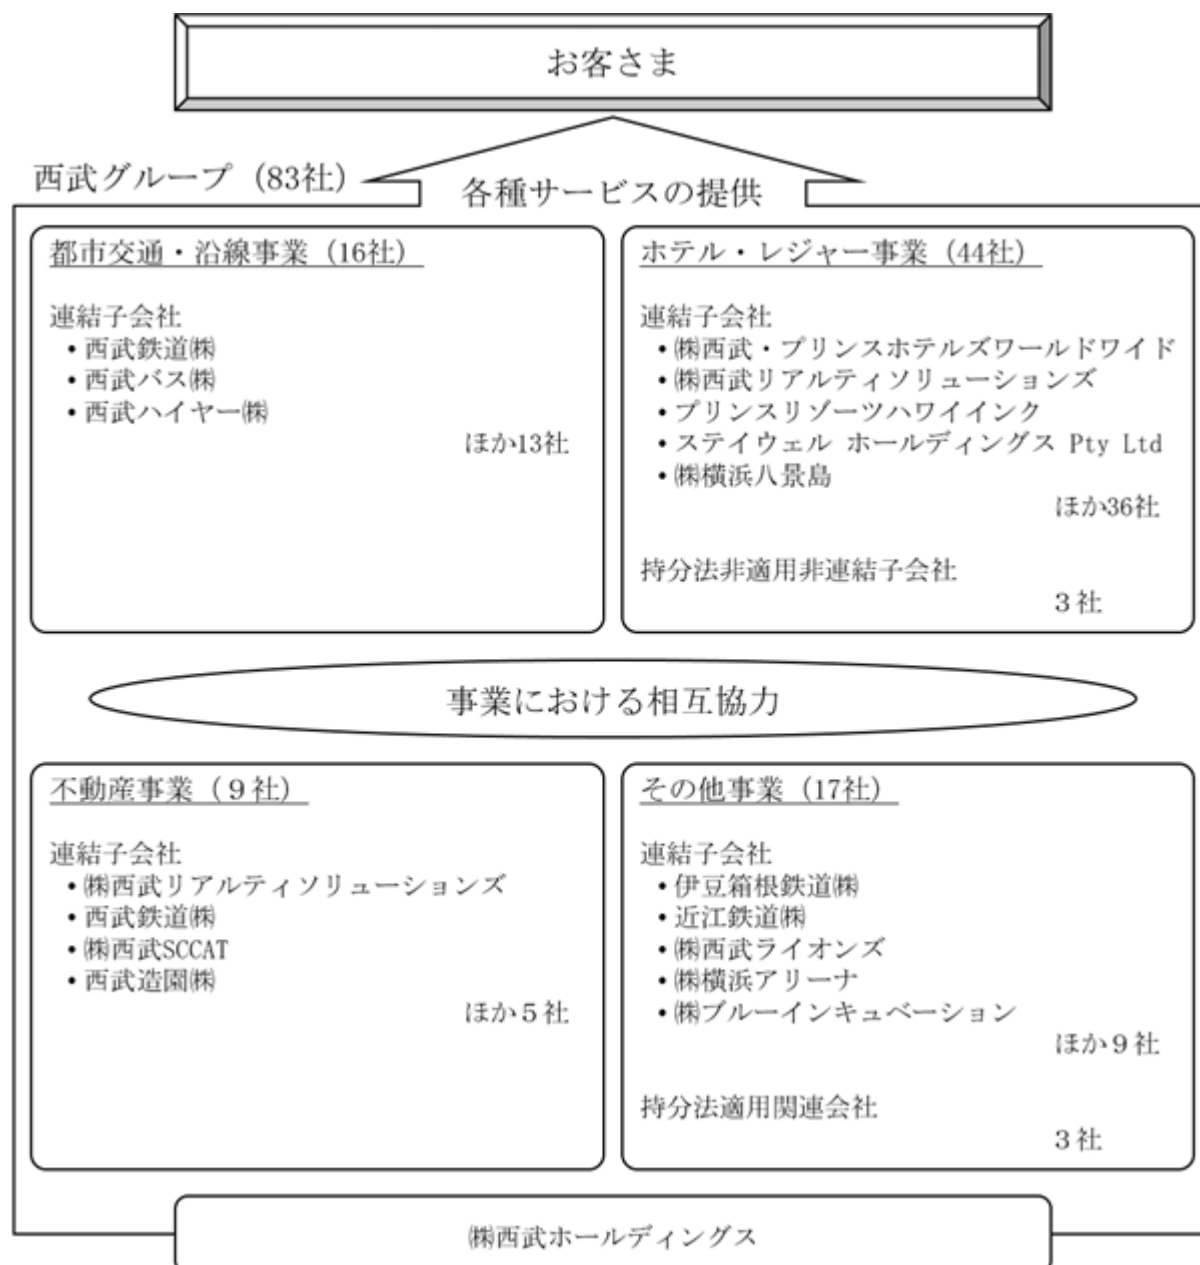 お客さま
西武グループ（83社）
各種サービスの提供
都市交通・沿線事業（16社）
連結子会社
・西武鉄道㈱
・西武バス㈱
・西武ハイヤー㈱
ほか13社
ホテル・レジャー事業（44社）
連結子会社
・㈱西武・プリンスホテルズワールドワイド
・㈱西武リアルティソリューションズ
・プリンスリゾーツハワイインク
・ステイウェル ホールディングス Pty Ltd
・㈱横浜八景島
ほか36社
持分法非適用非連結子会社
３社
事業における相互協力
不動産事業（９社）
連結子会社
・㈱西武リアルティソリューションズ
・西武鉄道㈱
・㈱西武SCCAT
・西武造園㈱
ほか５社
その他事業（17社）
連結子会社
・伊豆箱根鉄道㈱
・近江鉄道㈱
・㈱西武ライオンズ
・㈱横浜アリーナ
・㈱ブルーインキュベーション
ほか９社
持分法適用関連会社
３社
㈱西武ホールディングス